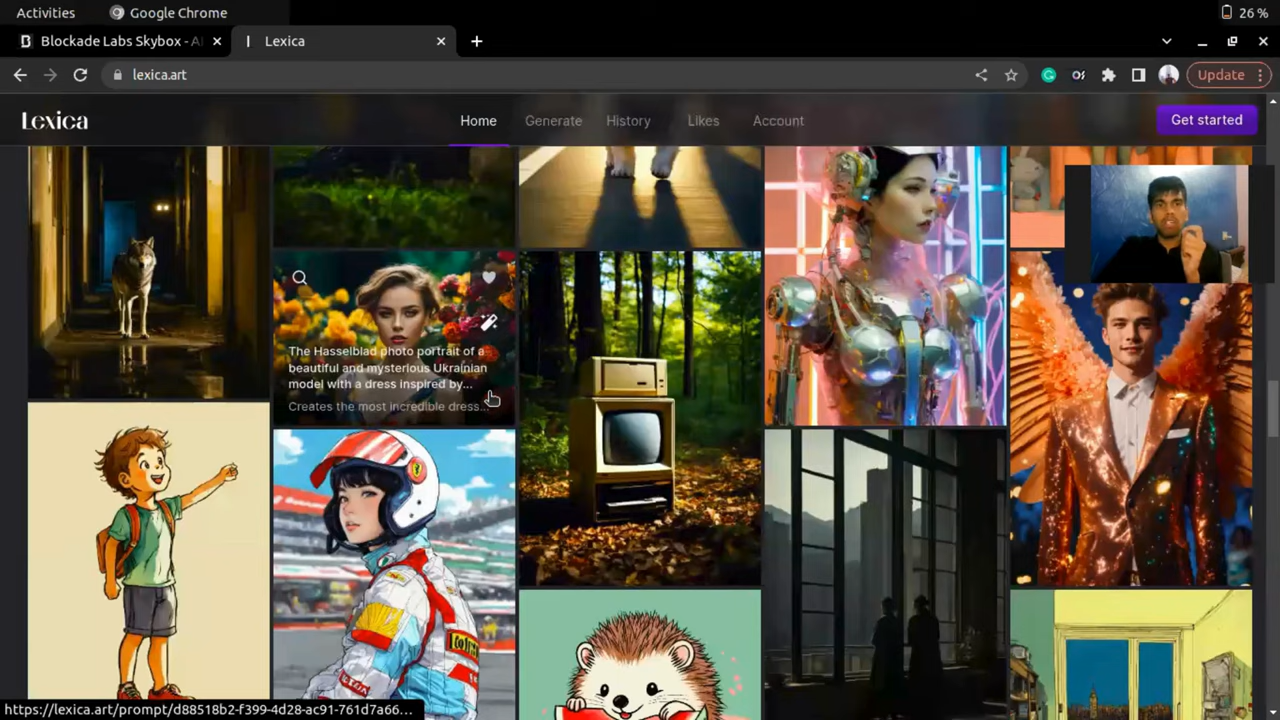 Activities
Google Chrome
26 %
Blockade Labs Skybox - A
Lexica
lexica.art
Update
Lexica
Home
Generate
History
Likes
Account
Get started
The Hasselblad photo portrait of a
beautiful and mysterious Ukrainian
model with a dress inspired by...
Creates the most incredible dress...
https://lexica.art/prompt/d88518b2-f399-4d28-ac91-761d7a66...